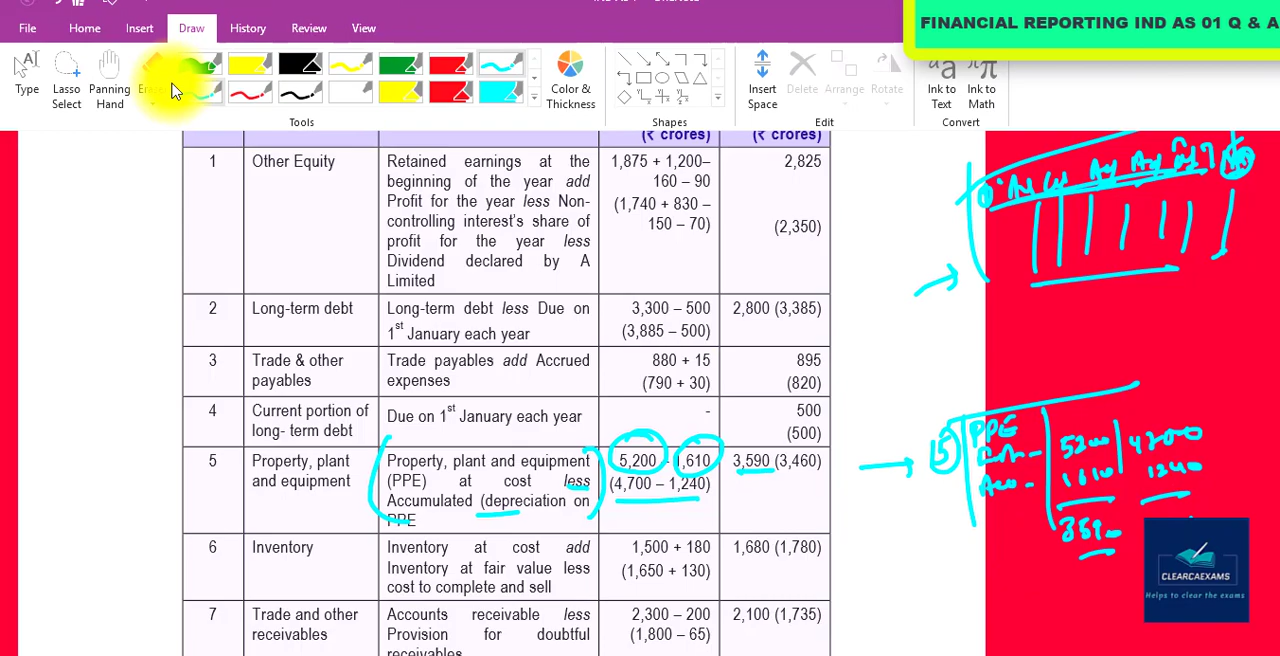 FINANCIAL REPORTING IND AS 01 Q & A
File Home Insert Draw History Review View
Type
Lasso Select
Panning Hand
Color & Thickness
Insert Space
Delete
Arrange
Rotate
Ink to Text
Ink to Math
Tools
Shapes
Edit
Convert
(₹ crores) (₹ crores)
1 Other Equity Retained earnings at the 1,875 + 1,200– 2,825
beginning of the year add 160 – 90
Profit for the year less Non- (1,740 + 830 –
controlling interest's share of 150 – 70) (2,350)
profit for the year less
Dividend declared by A
Limited
2 Long-term debt Long-term debt less Due on 3,300 – 500 2,800 (3,385)
1st January each year (3,885 – 500)
3 Trade & other Trade payables add Accrued 880 + 15 895
payables expenses (790 + 30) (820)
4 Current portion of Due on 1st January each year - 500
long- term debt (500)
5 Property, plant Property, plant and equipment 5,200 - 1,610 3,590 (3,460)
and equipment (PPE) at cost less (4,700 – 1,240)
Accumulated (depreciation on
PPE
6 Inventory Inventory at cost add 1,500 + 180 1,680 (1,780)
Inventory at fair value less (1,650 + 130)
cost to complete and sell
7 Trade and other Accounts receivable less 2,300 – 200 2,100 (1,735)
receivables Provision for doubtful (1,800 – 65)
receivables
PPE
5200
1610
1240
CLEARCAEXAMS
Helps to clear the exams